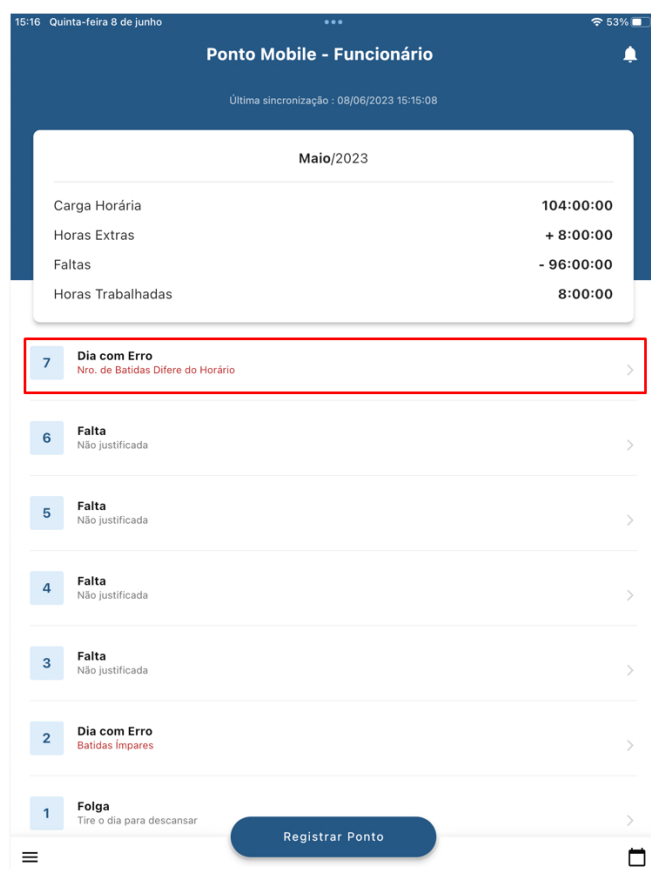 15:16 Quinta-feira 8 de junho
53%
Ponto Mobile - Funcionário
Última sincronização : 08/06/2023 15:15:08
Maio/2023
Carga Horária 104:00:00
Horas Extras + 8:00:00
Faltas - 96:00:00
Horas Trabalhadas 8:00:00
7 Dia com Erro
Nro. de Batidas Difere do Horário
6 Falta
Não justificada
5 Falta
Não justificada
4 Falta
Não justificada
3 Falta
Não justificada
2 Dia com Erro
Batidas Ímpares
1 Folga
Tire o dia para descansar
Registrar Ponto